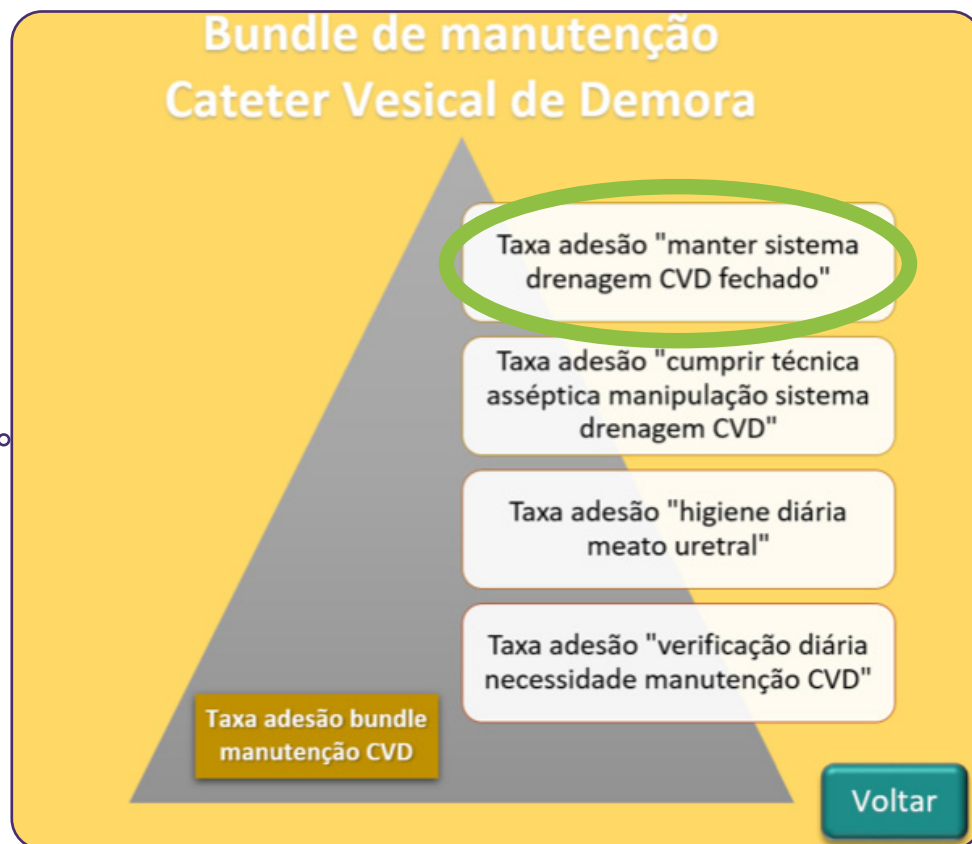 Bundle de manutenção
Cateter Vesical de Demora
Taxa adesão "manter sistema
drenagem CVD fechado"
Taxa adesão "cumprir técnica
asséptica manipulação sistema
drenagem CVD"
Taxa adesão "higiene diária
meato uretral"
Taxa adesão "verificação diária
necessidade manutenção CVD"
Taxa adesão bundle
manutenção CVD
Voltar